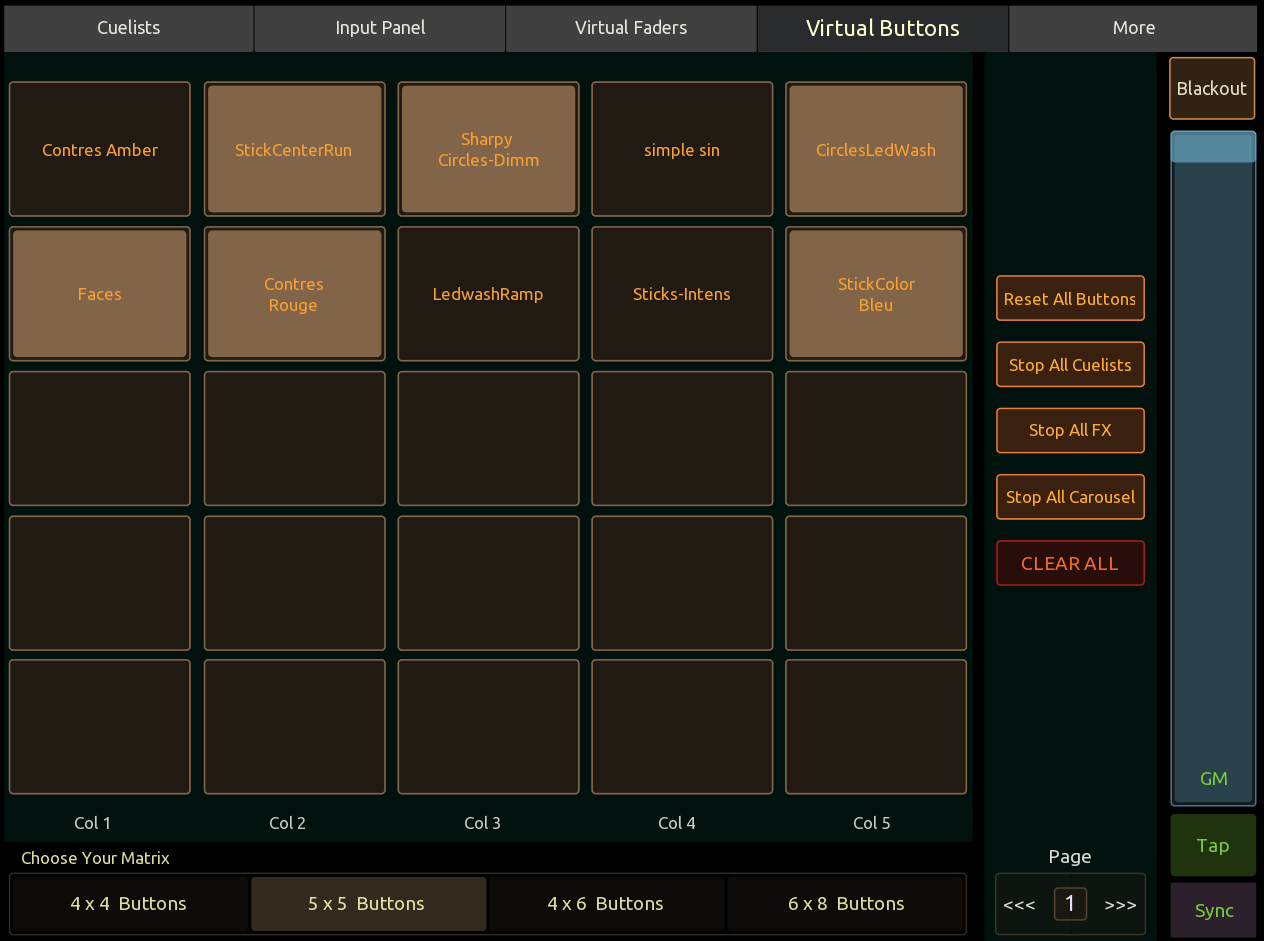 Cuelists
Input Panel
Virtual Faders
Virtual Buttons
More
Contres Amber
StickCenterRun
Sharpy
Circles-Dimm
simple sin
CirclesLedWash
Blackout
Faces
Contres
Rouge
LedwashRamp
Sticks-Intens
StickColor
Bleu
Reset All Buttons
Stop All Cuelists
Stop All FX
Stop All Carousel
CLEAR ALL
GM
Col 1
Col 2
Col 3
Col 4
Col 5
Tap
Choose Your Matrix
Page
4 x 4 Buttons
5 x 5 Buttons
4 x 6 Buttons
6 x 8 Buttons
<<<
1
>>>
Sync